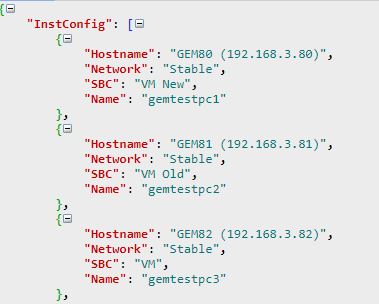 {
"InstConfig": [
{
"Hostname": "GEM80 (192.168.3.80)",
"Network": "Stable",
"SBC": "VM New",
"Name": "gemtestpc1"
},
{
"Hostname": "GEM81 (192.168.3.81)",
"Network": "Stable",
"SBC": "VM Old",
"Name": "gemtestpc2"
},
{
"Hostname": "GEM82 (192.168.3.82)",
"Network": "Stable",
"SBC": "VM",
"Name": "gemtestpc3"
},